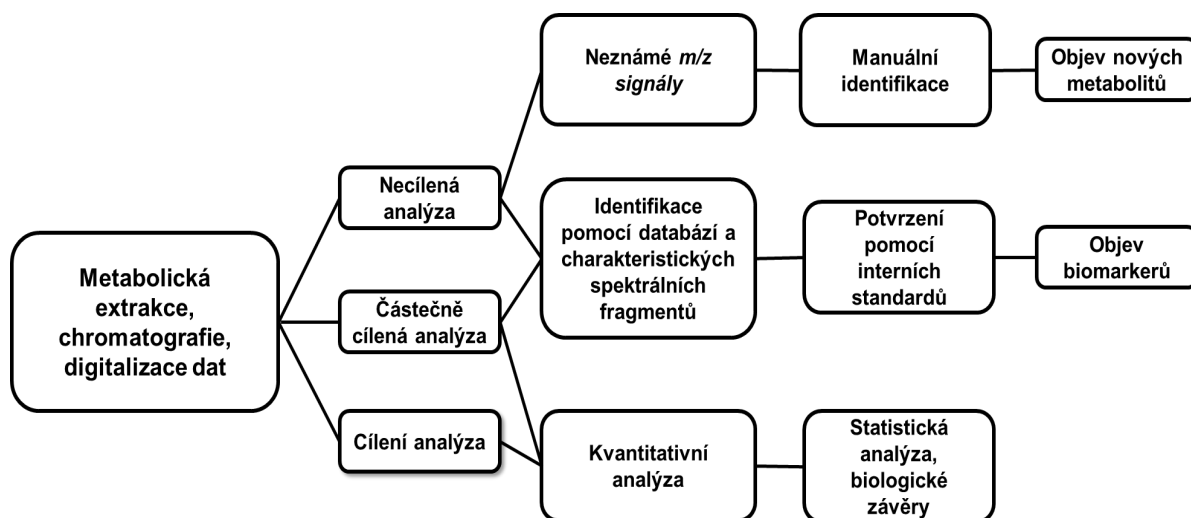 Metabolická
extrakce,
chromatografie,
digitalizace dat
Necílená
analýza
Částečně
cílená analýza
Cílení analýza
Neznámé m/z
signály
Manuální
identifikace
Objev nových
metabolitů
Identifikace
pomocí databází a
charakteristických
spektrálních
fragmentů
Potvrzení
pomocí
interních
standardů
Objev
biomarkerů
Kvantitativní
analýza
Statistická
analýza,
biologické
závěry